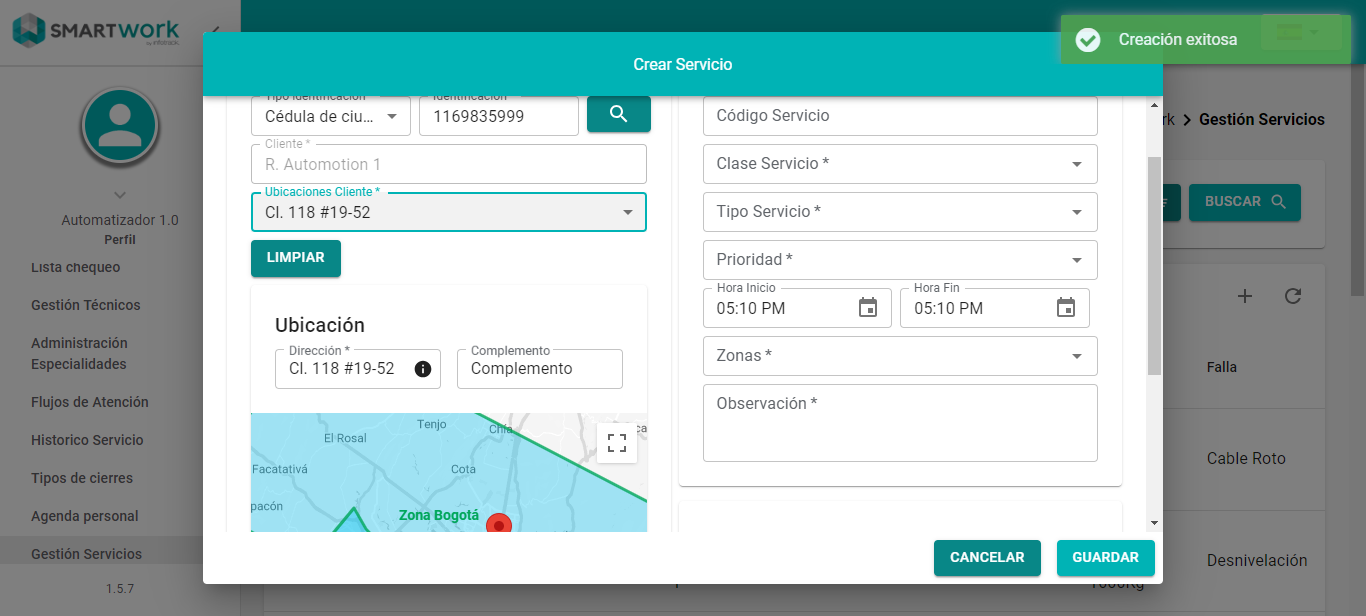 SMARTWORK
by infotrack
Creación exitosa
Crear Servicio
Gestión Servicios
BUSCAR
Automatizador 1.0
Perfil
Lista chequeo
Gestión Técnicos
Administración
Especialidades
Flujos de Atención
Historico Servicio
Tipos de cierres
Agenda personal
Gestión Servicios
1.5.7
Tipo Identificación
Cédula de ciu...
Identificación
1169835999
Cliente *
R. Automotion 1
Ubicaciones Cliente *
Cl. 118 #19-52
LIMPIAR
Ubicación
Dirección *
Cl. 118 #19-52
Complemento
Complemento
Tenjo
El Rosal
Chía
Facatativá
Cota
pacón
Zona Bogotá
Código Servicio
Clase Servicio *
Tipo Servicio *
Prioridad *
Hora Inicio
05:10 PM
Hora Fin
05:10 PM
Zonas *
Observación *
Falla
Cable Roto
Desnivelación
CANCELAR
GUARDAR